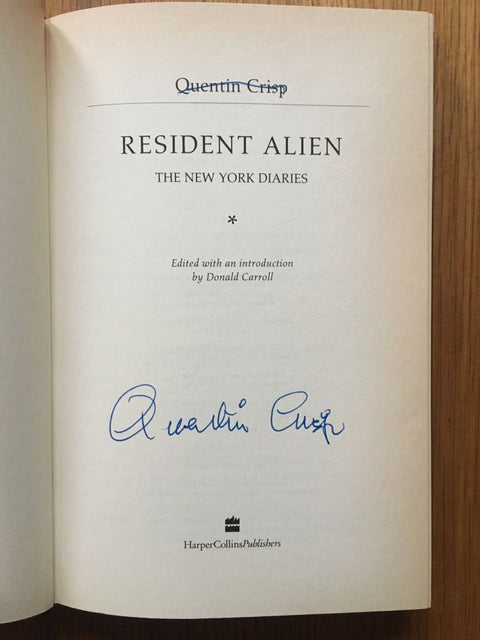 Quentin Crisp
RESIDENT ALIEN
THE NEW YORK DIARIES
*
Edited with an introduction
by Donald Carroll
Quentin Crisp
HarperCollinsPublishers